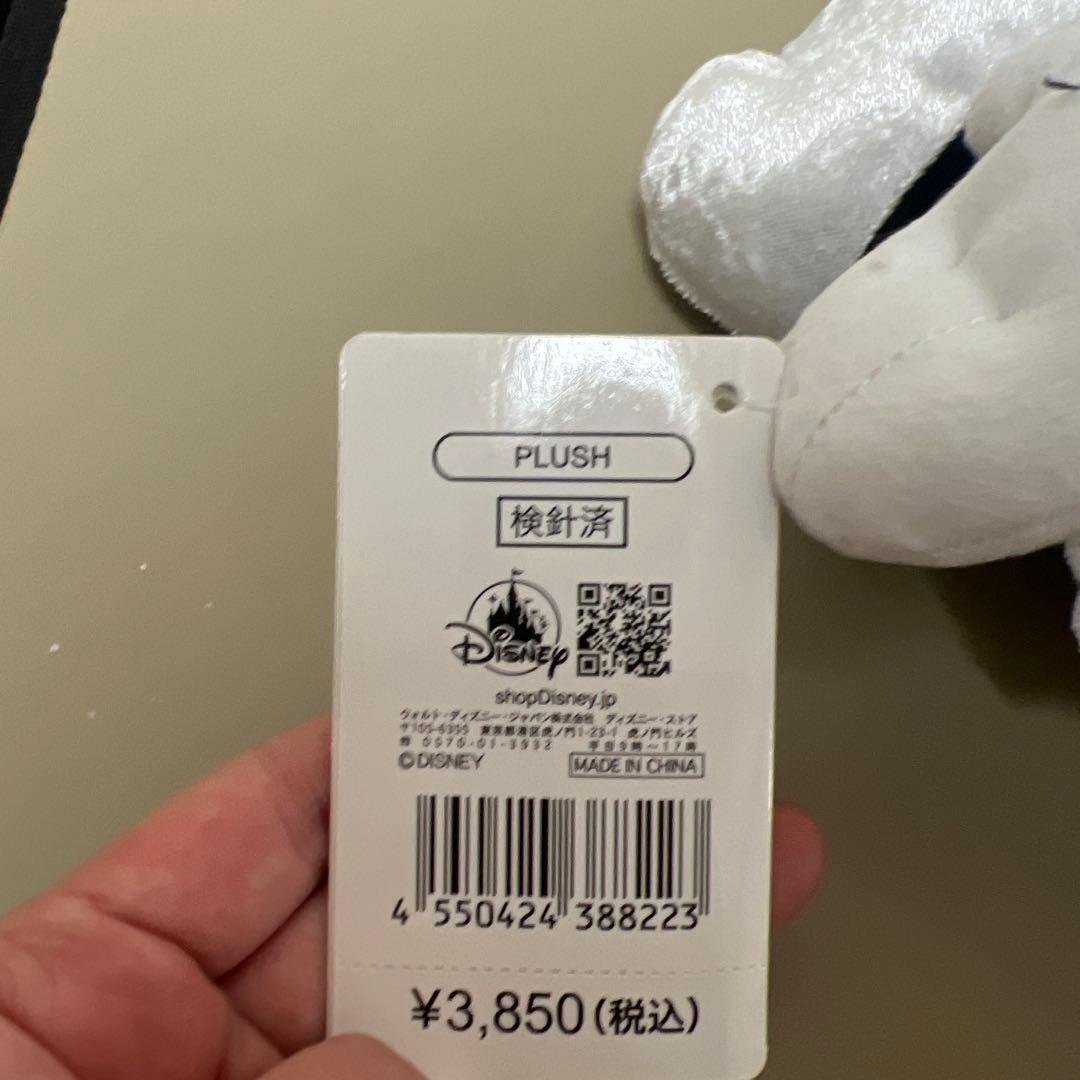 PLUSH
検針済
Disney
shopDisney.jp
ウォルト・ディズニー・ジャパン株式会社 ディズニー・ストア
〒105-6355 東京都港区虎ノ門1-23-1 虎ノ門ヒルズ
☎ 0570-01-3932 平日9時〜17時
©DISNEY MADE IN CHINA
4 550424 388223
¥3,850(税込)